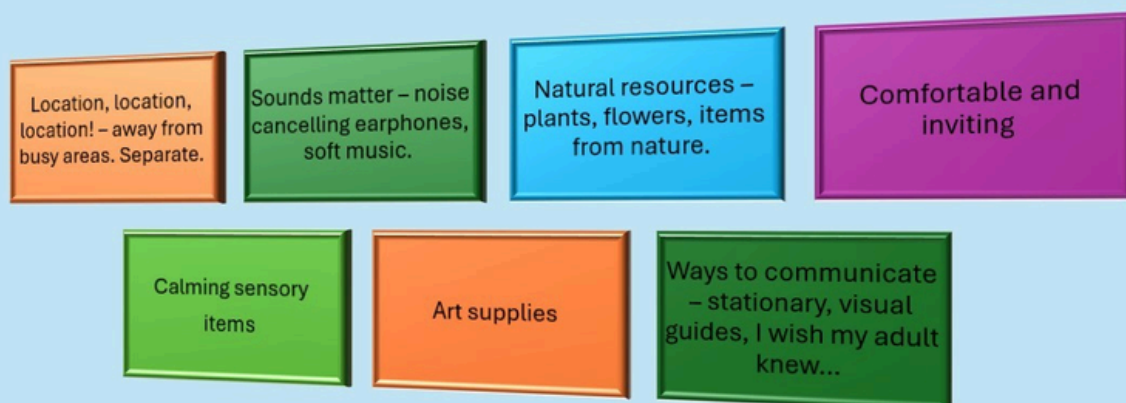 Location, location,
location! – away from
busy areas. Separate.
Sounds matter – noise
cancelling earphones,
soft music.
Natural resources –
plants, flowers, items
from nature.
Comfortable and
inviting
Calming sensory
items
Art supplies
Ways to communicate
– stationary, visual
guides, I wish my adult
knew...